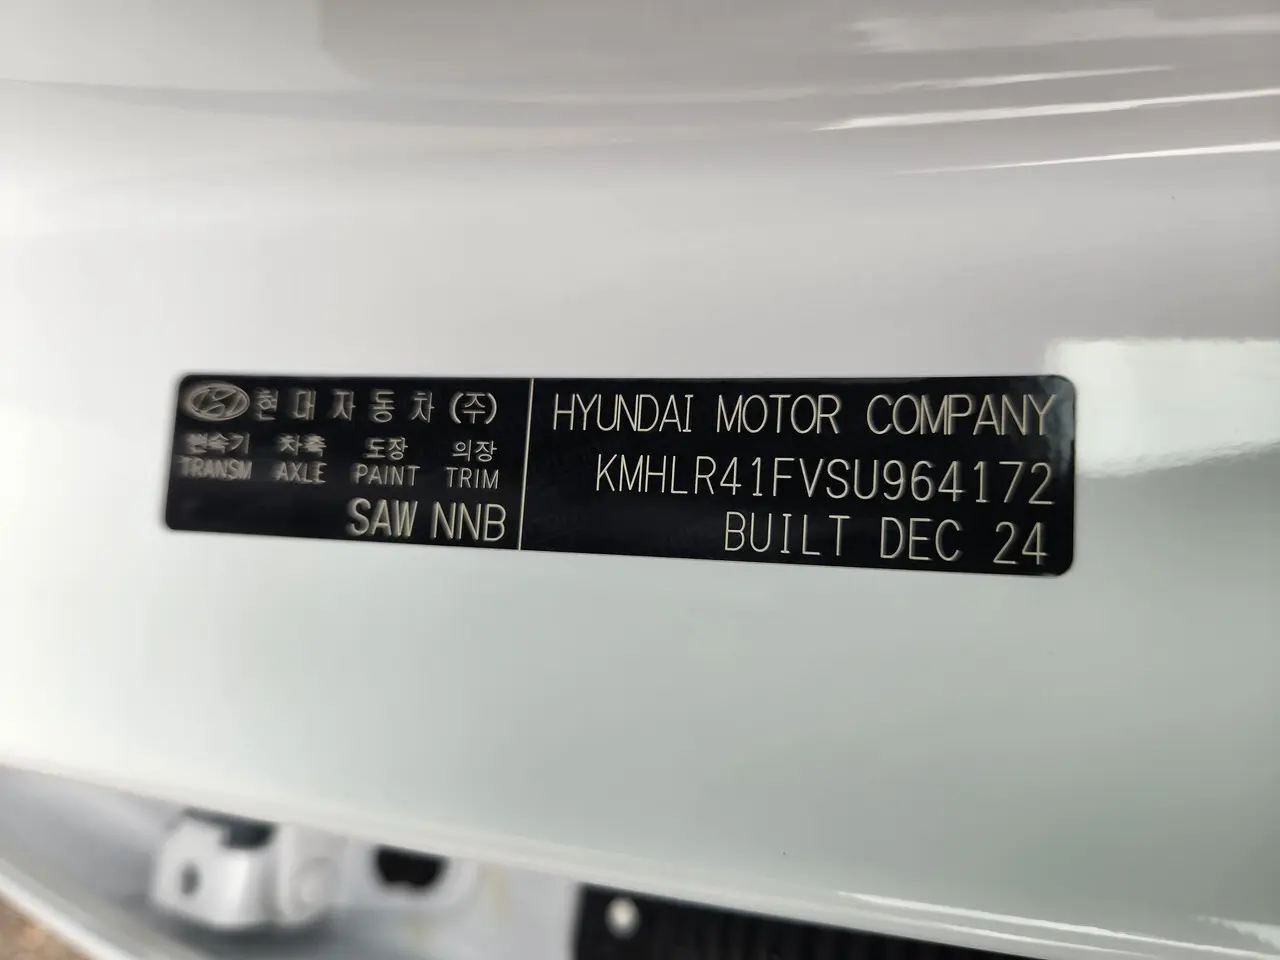 현대자동차 (주)
변속기 차축 도장 의장
TRANSM AXLE PAINT TRIM
SAW NNB
HYUNDAI MOTOR COMPANY
KMHLR41FVSU964172
BUILT DEC 24